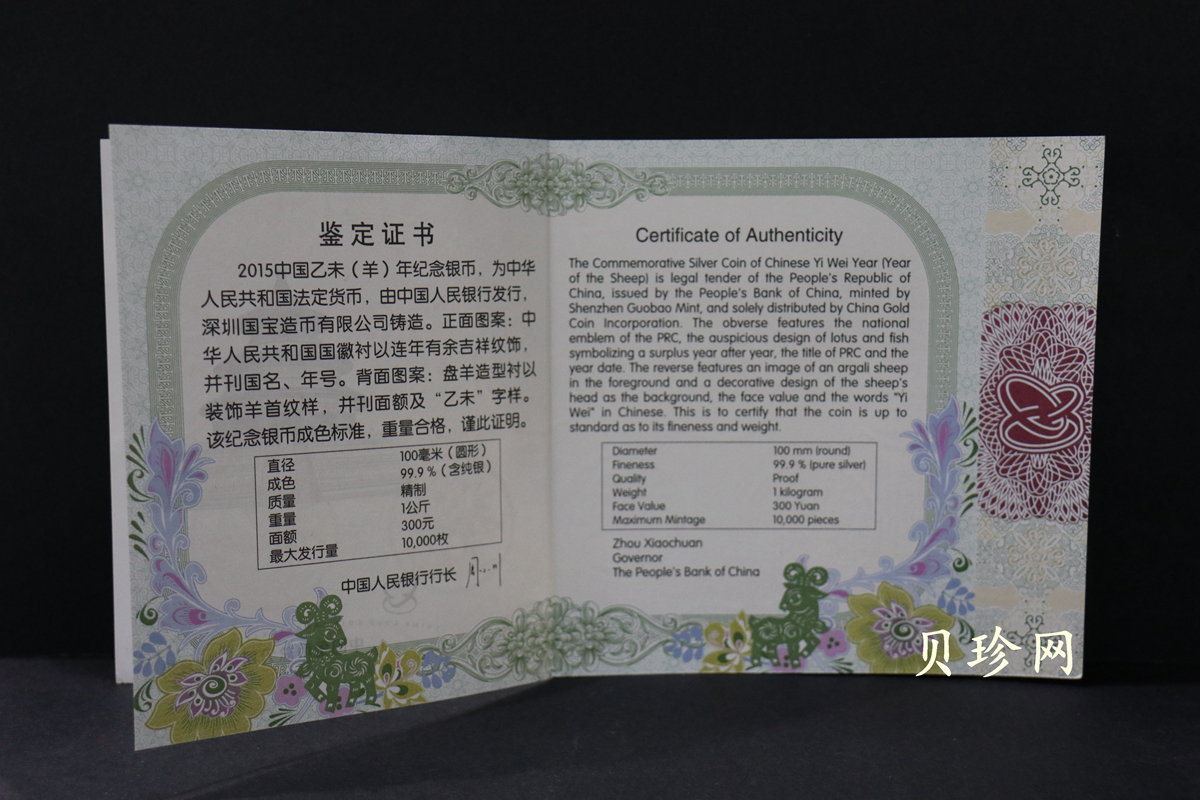 鉴定证书
2015中国乙未（羊）年纪念银币，为中华
人民共和国法定货币，由中国人民银行发行，
深圳国宝造币有限公司铸造。正面图案：中
华人民共和国国徽衬以连年有余吉祥纹饰，
并刊国名、年号。背面图案：盘羊造型衬以
装饰羊首纹样，并刊面额及“乙未”字样。
该纪念银币成色标准，重量合格，谨此证明。
直径 100毫米（圆形）
成色 99.9％（含纯银）
质量 精制
重量 1公斤
面额 300元
最大发行量 10,000枚
中国人民银行行长
Certificate of Authenticity
The Commemorative Silver Coin of Chinese Yi Wei Year (Year
of the Sheep) is legal tender of the People's Republic of
China, issued by the People's Bank of China, minted by
Shenzhen Guobao Mint, and solely distributed by China Gold
Coin Incorporation. The obverse features the national
emblem of the PRC, the auspicious design of lotus and fish
symbolizing a surplus year after year, the title of PRC and the
year date. The reverse features an image of an argali sheep
in the foreground and a decorative design of the sheep's
head as the background, the face value and the words "Yi
Wei" in Chinese. This is to certify that the coin is up to
standard as to its fineness and weight.
Diameter 100 mm (round)
Fineness 99.9 % (pure silver)
Quality Proof
Weight 1 kilogram
Face Value 300 Yuan
Maximum Mintage 10,000 pieces
Zhou Xiaochuan
Governor
The People's Bank of China
贝珍网